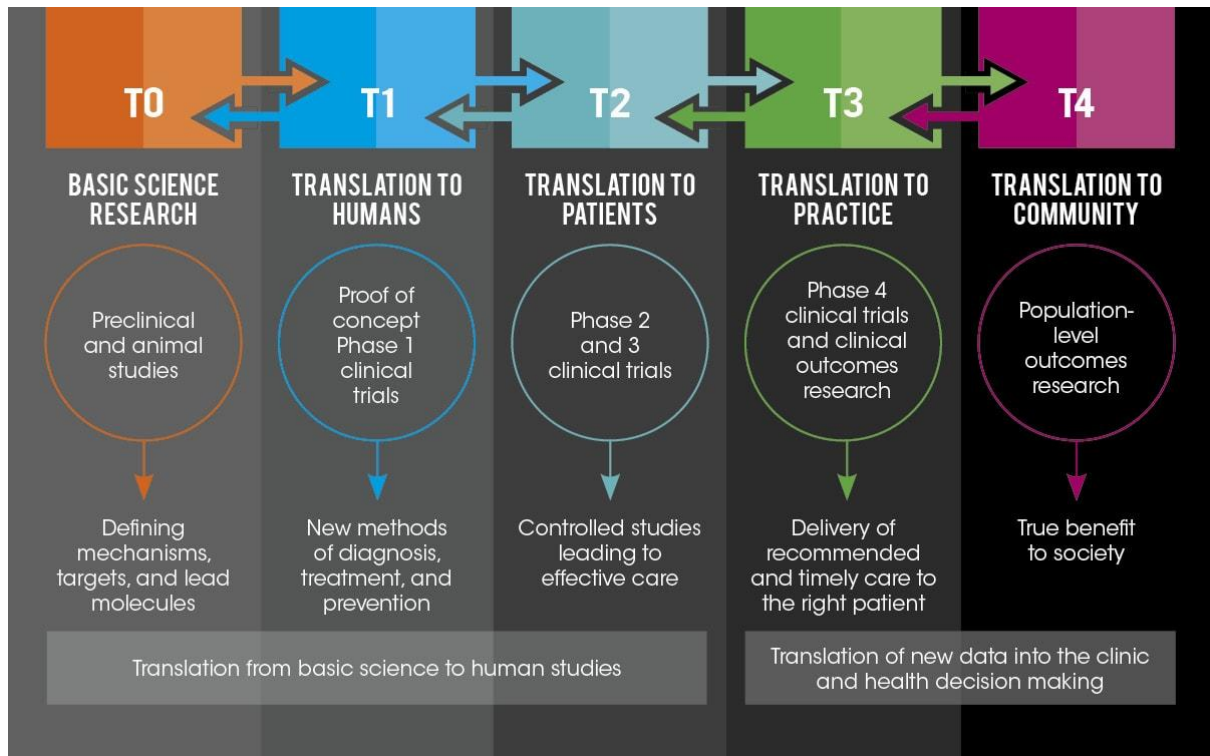 T0
T1
T2
T3
T4
BASIC SCIENCE
RESEARCH
TRANSLATION TO
HUMANS
TRANSLATION TO
PATIENTS
TRANSLATION TO
PRACTICE
TRANSLATION TO
COMMUNITY
Preclinical
and animal
studies
Proof of
concept
Phase 1
clinical
trials
Phase 2
and 3
clinical trials
Phase 4
clinical trials
and clinical
outcomes
research
Population-
level
outcomes
research
Defining
mechanisms,
targets, and lead
molecules
New methods
of diagnosis,
treatment, and
prevention
Controlled studies
leading to
effective care
Delivery of
recommended
and timely care to
the right patient
True benefit
to society
Translation from basic science to human studies
Translation of new data into the clinic
and health decision making